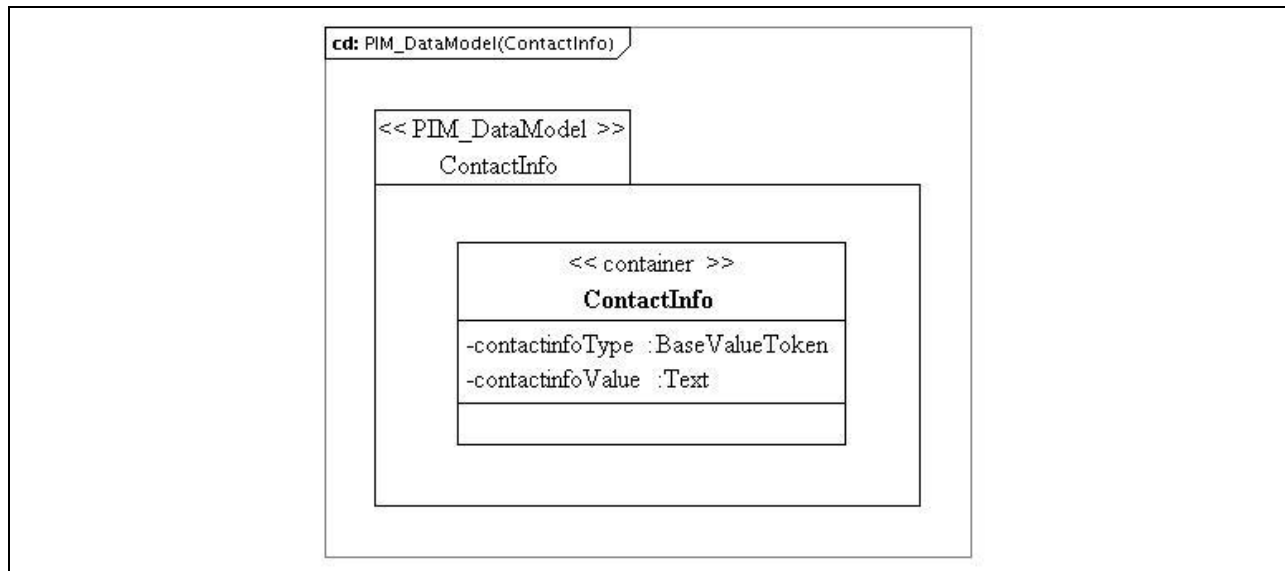 cd: PIM_DataModel(ContactInfo)
<< PIM_DataModel >>
ContactInfo
<< container >>
ContactInfo
-contactinfoType :BaseValueToken
-contactinfoValue :Text